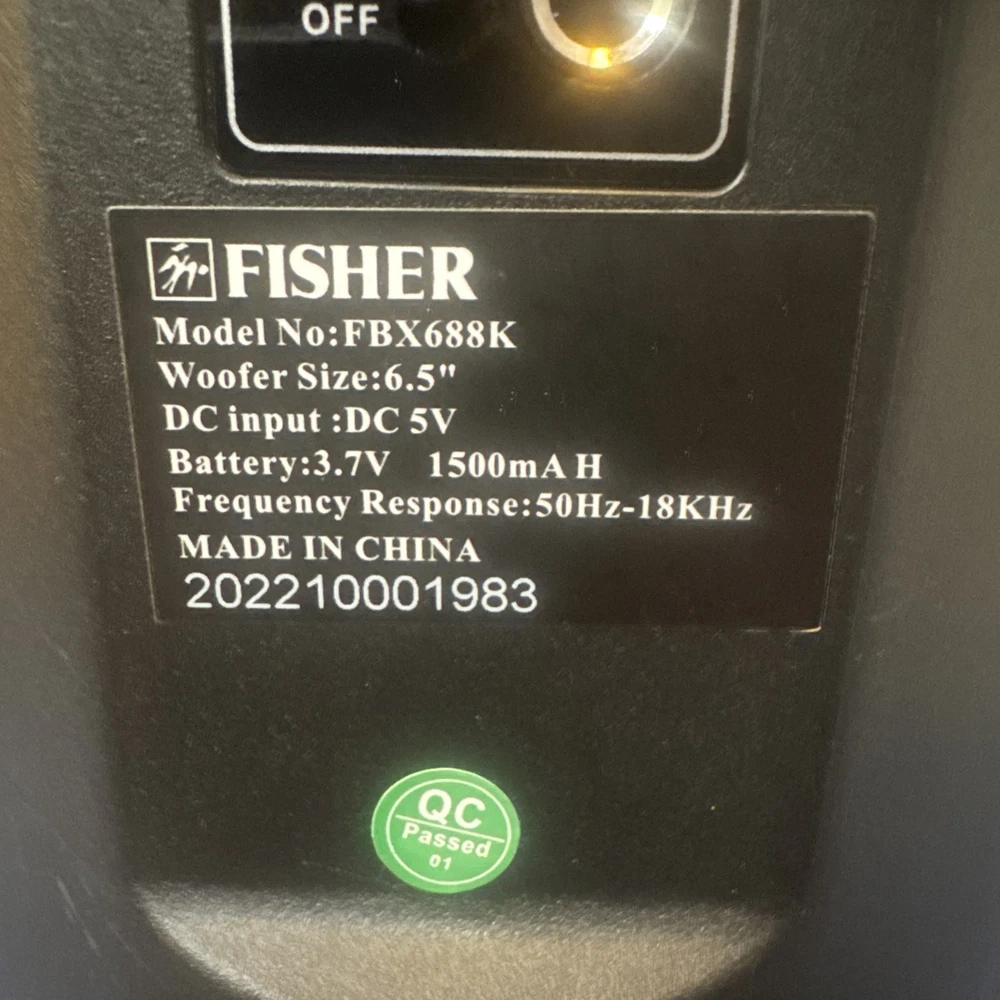 OFF
FISHER
Model No:FBX688K
Woofer Size:6.5"
DC input :DC 5V
Battery:3.7V 1500mA H
Frequency Response:50Hz-18KHz
MADE IN CHINA
202210001983
QC
Passed
01